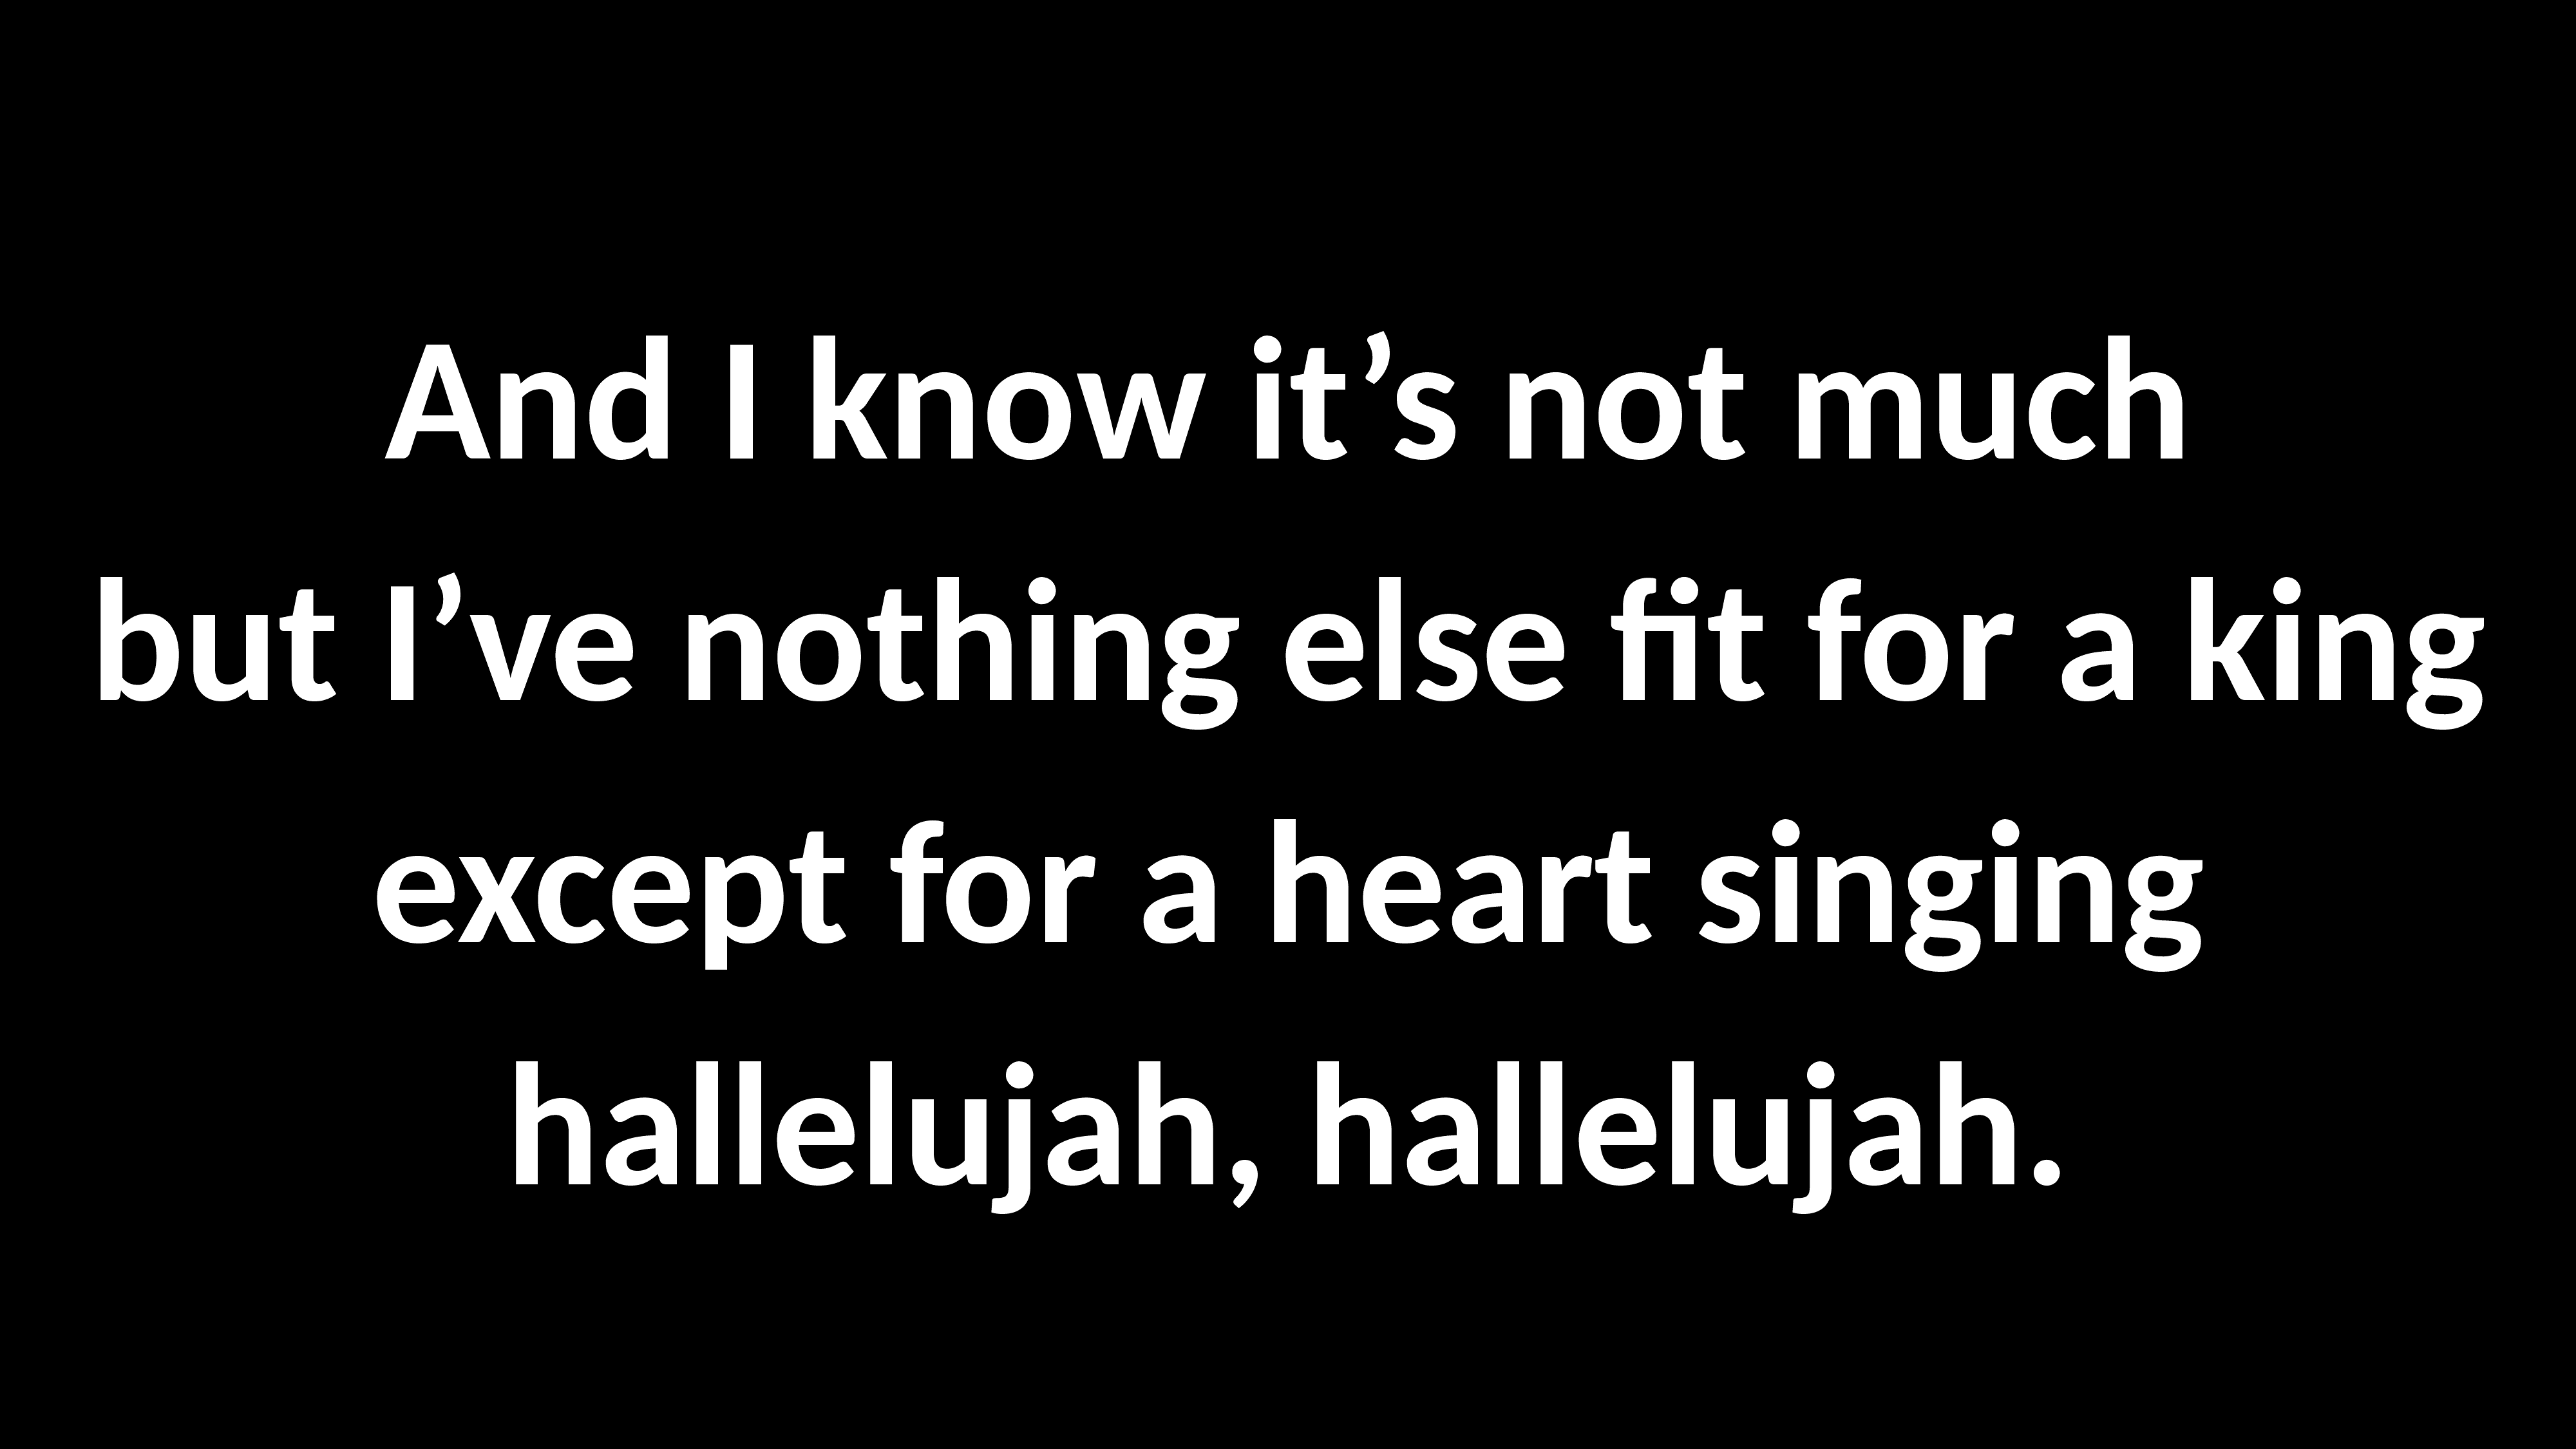 And I know it’s not much
but I’ve nothing else fit for a king
except for a heart singing
hallelujah, hallelujah.